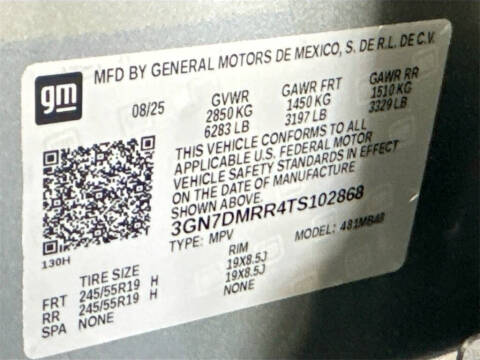 MFD BY GENERAL MOTORS DE MEXICO, S. DE R.L. DE C.V.
gm
08/25 GVWR GAWR FRT GAWR RR
2850 KG 1450 KG 1510 KG
6283 LB 3197 LB 3329 LB
THIS VEHICLE CONFORMS TO ALL
APPLICABLE U.S. FEDERAL MOTOR
VEHICLE SAFETY STANDARDS IN EFFECT
ON THE DATE OF MANUFACTURE
SHOWN ABOVE.
3GN7DMRR4TS102868
TYPE: MPV MODEL: 481MB48
130H
TIRE SIZE RIM
FRT 245/55R19 H 19X8.5J
RR 245/55R19 H 19X8.5J
SPA NONE NONE